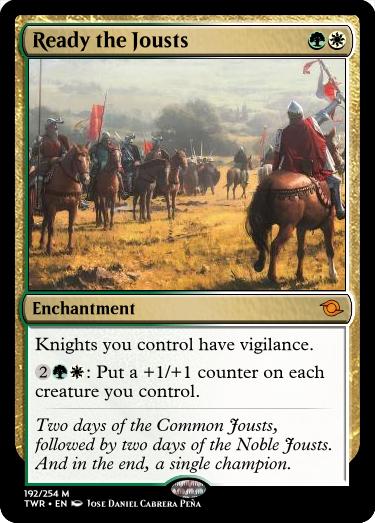 Ready the Jousts
Enchantment
Knights you control have vigilance.
2: Put a +1/+1 counter on each
creature you control.
Two days of the Common Jousts,
followed by two days of the Noble Jousts.
And in the end, a single champion.
192/254 M
TWR • EN Jose Daniel Cabrera Peña